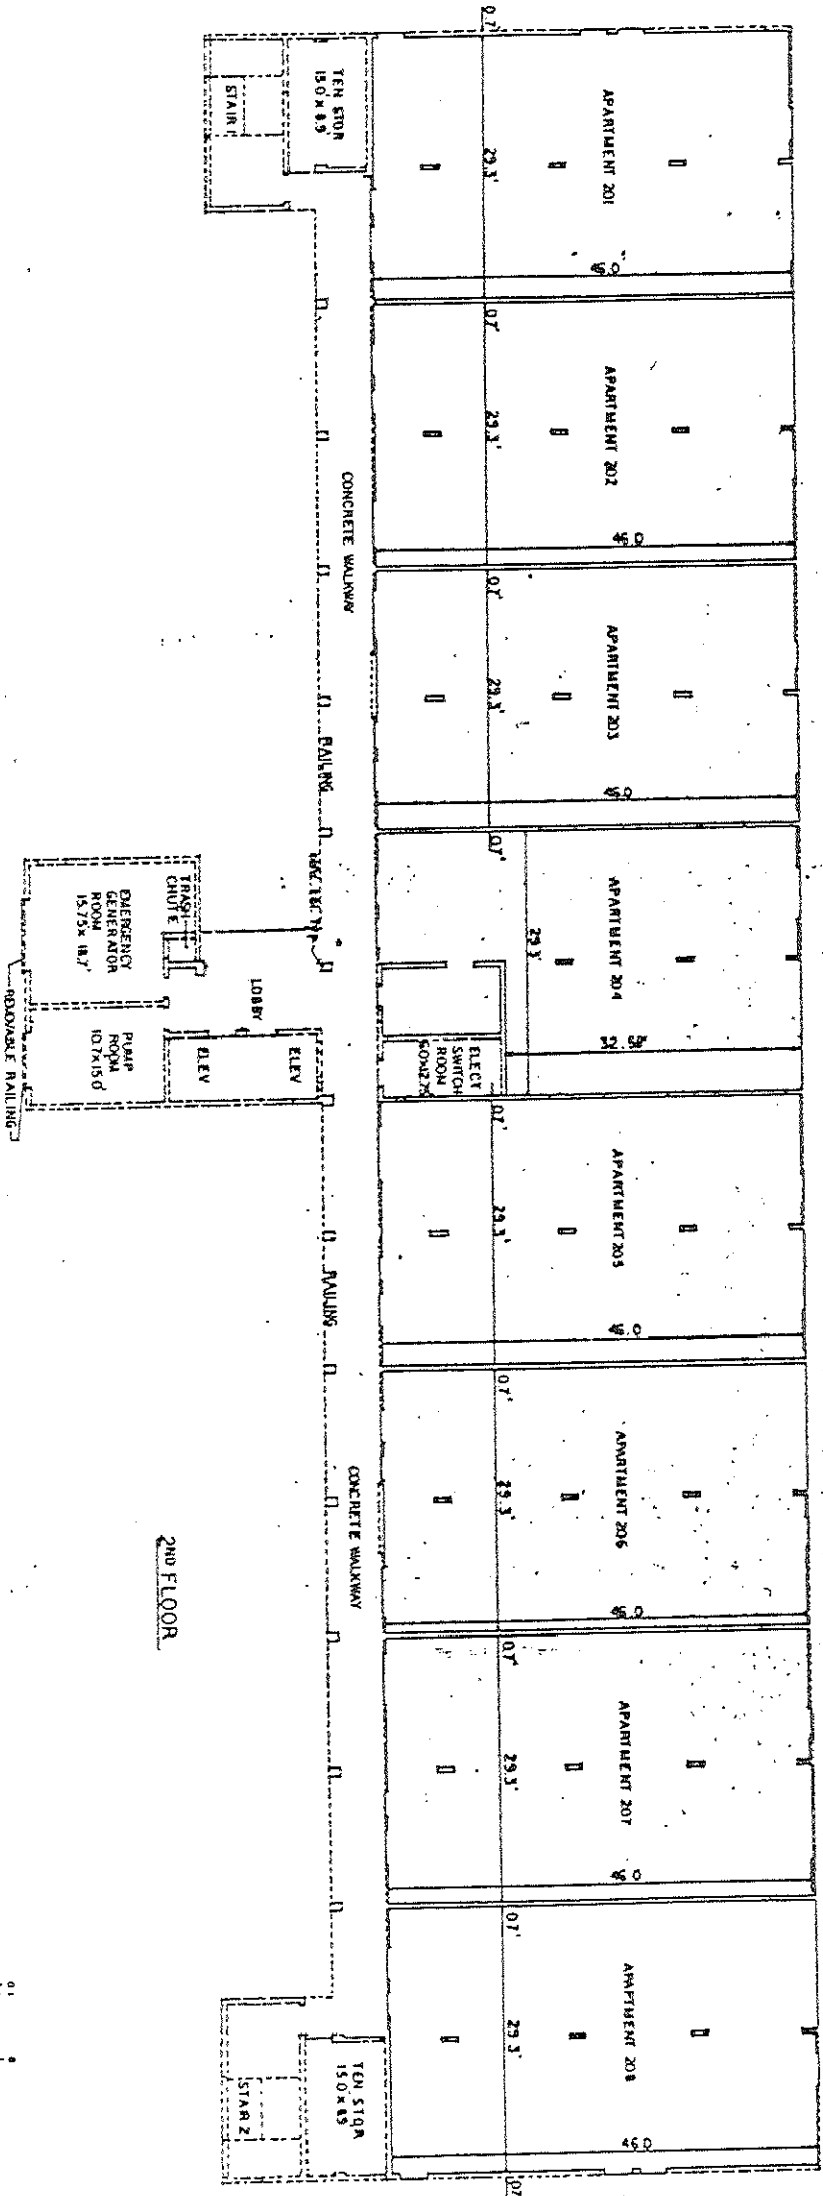 0.7'
APARTMENT 201
29.3'
46.0'
TEN STOR
15.0' x 8.9'
STAIR 1
0.7'
APARTMENT 202
29.3'
46.0
CONCRETE WALKWAY
0.7'
APARTMENT 203
29.3'
46.0
RAILING
0.7'
APARTMENT 204
29.3'
ELECT
SWITCH
ROOM
TRASH
CHUTE
EMERGENCY
GENERATOR
ROOM
15.75 x 18.7'
LOBBY
ELEV
ELEV
PUMP
ROOM
10.7 x 15.0'
REMOVABLE RAILING
0.7'
APARTMENT 205
29.3'
46.0
RAILING
0.7'
APARTMENT 206
29.3'
46.0
CONCRETE WALKWAY
2ND FLOOR
0.7'
APARTMENT 207
29.3'
46.0
0.7'
APARTMENT 208
29.3'
46.0
TEN STOR
15.0 x 8.9
STAIR 2
0.7